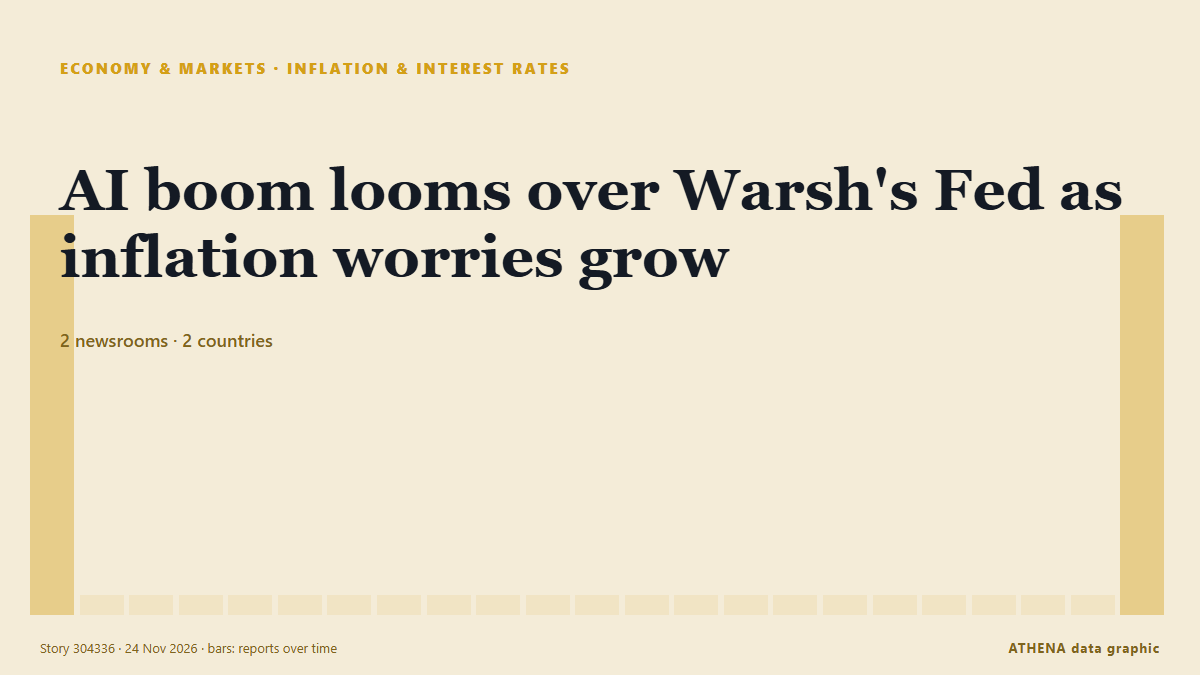 ECONOMY & MARKETS · INFLATION & INTEREST RATES
AI boom looms over Warsh's Fed as
inflation worries grow
2 newsrooms · 2 countries
Story 304336 · 24 Nov 2026 · bars: reports over time
ATHENA data graphic